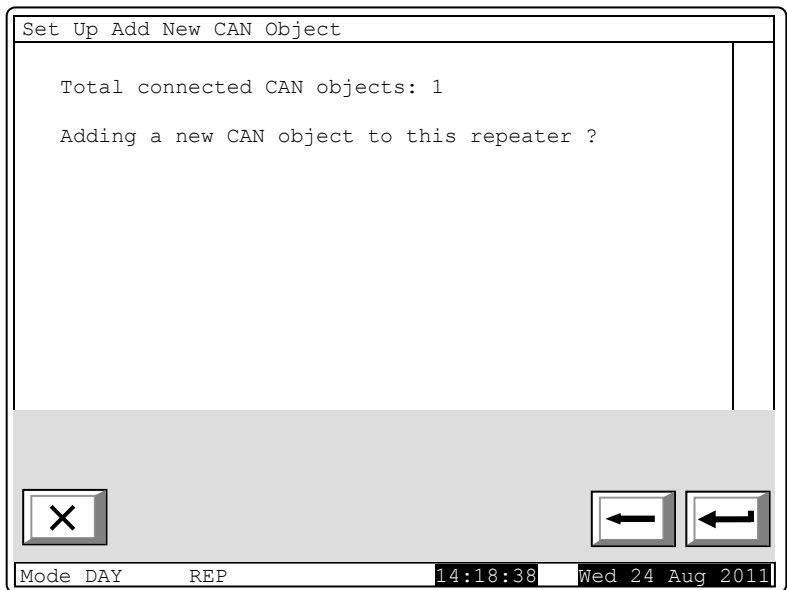 Set Up Add New CAN Object
Total connected CAN objects: 1
Adding a new CAN object to this repeater ?
Mode DAY REP 14:18:38 Wed 24 Aug 2011